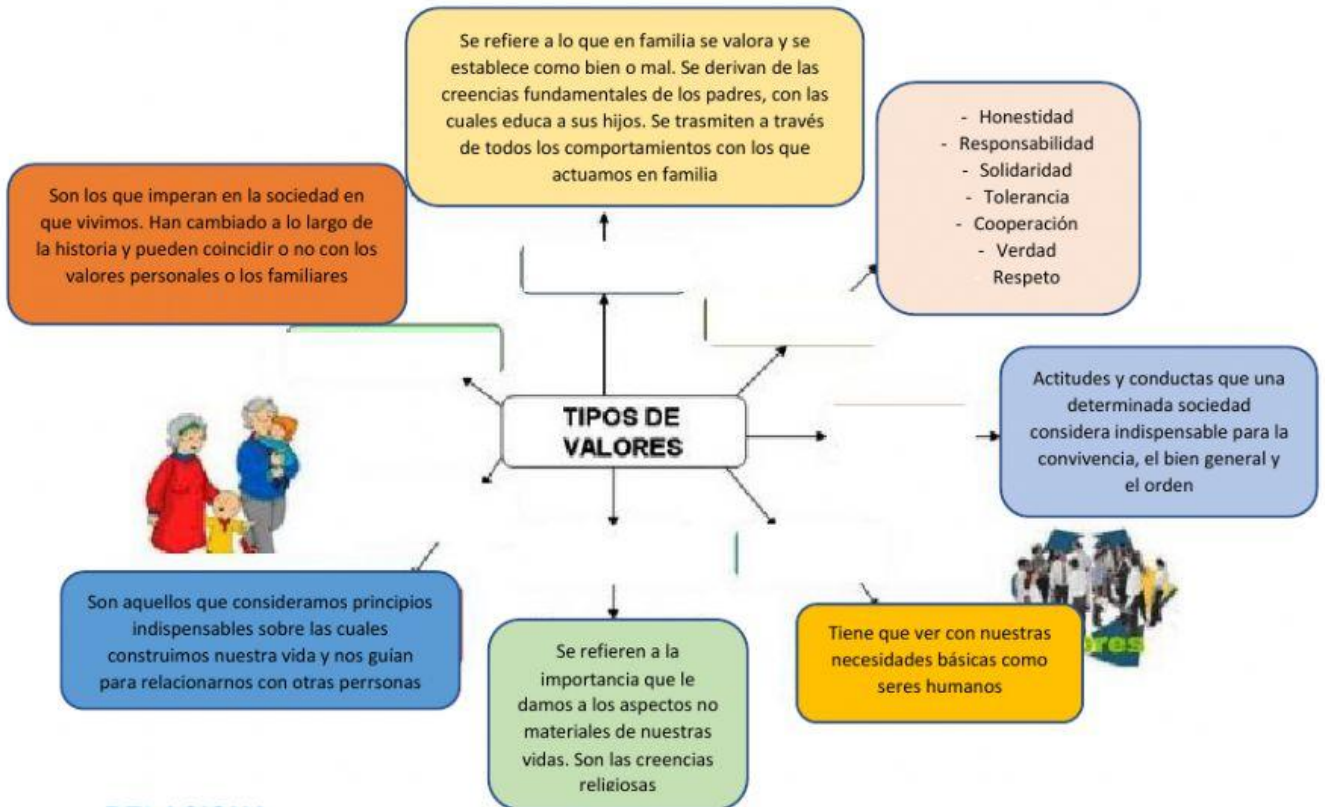 Se refiere a lo que en familia se valora y se
establece como bien o mal. Se derivan de las
creencias fundamentales de los padres, con las
cuales educa a sus hijos. Se trasmiten a través
de todos los comportamientos con los que
actuamos en familia
- Honestidad
- Responsabilidad
- Solidaridad
- Tolerancia
- Cooperación
- Verdad
Respeto
Son los que imperan en la sociedad en
que vivimos. Han cambiado a lo largo de
la historia y pueden coincidir o no con los
valores personales o los familiares
TIPOS DE
VALORES
Actitudes y conductas que una
determinada sociedad
considera indispensable para la
convivencia, el bien general y
el orden
Son aquellos que consideramos principios
indispensables sobre las cuales
construimos nuestra vida y nos guían
para relacionarnos con otras perrsonas
Se refieren a la
importancia que le
damos a los aspectos no
materiales de nuestras
vidas. Son las creencias
religiosas
Tiene que ver con nuestras
necesidades básicas como
seres humanos